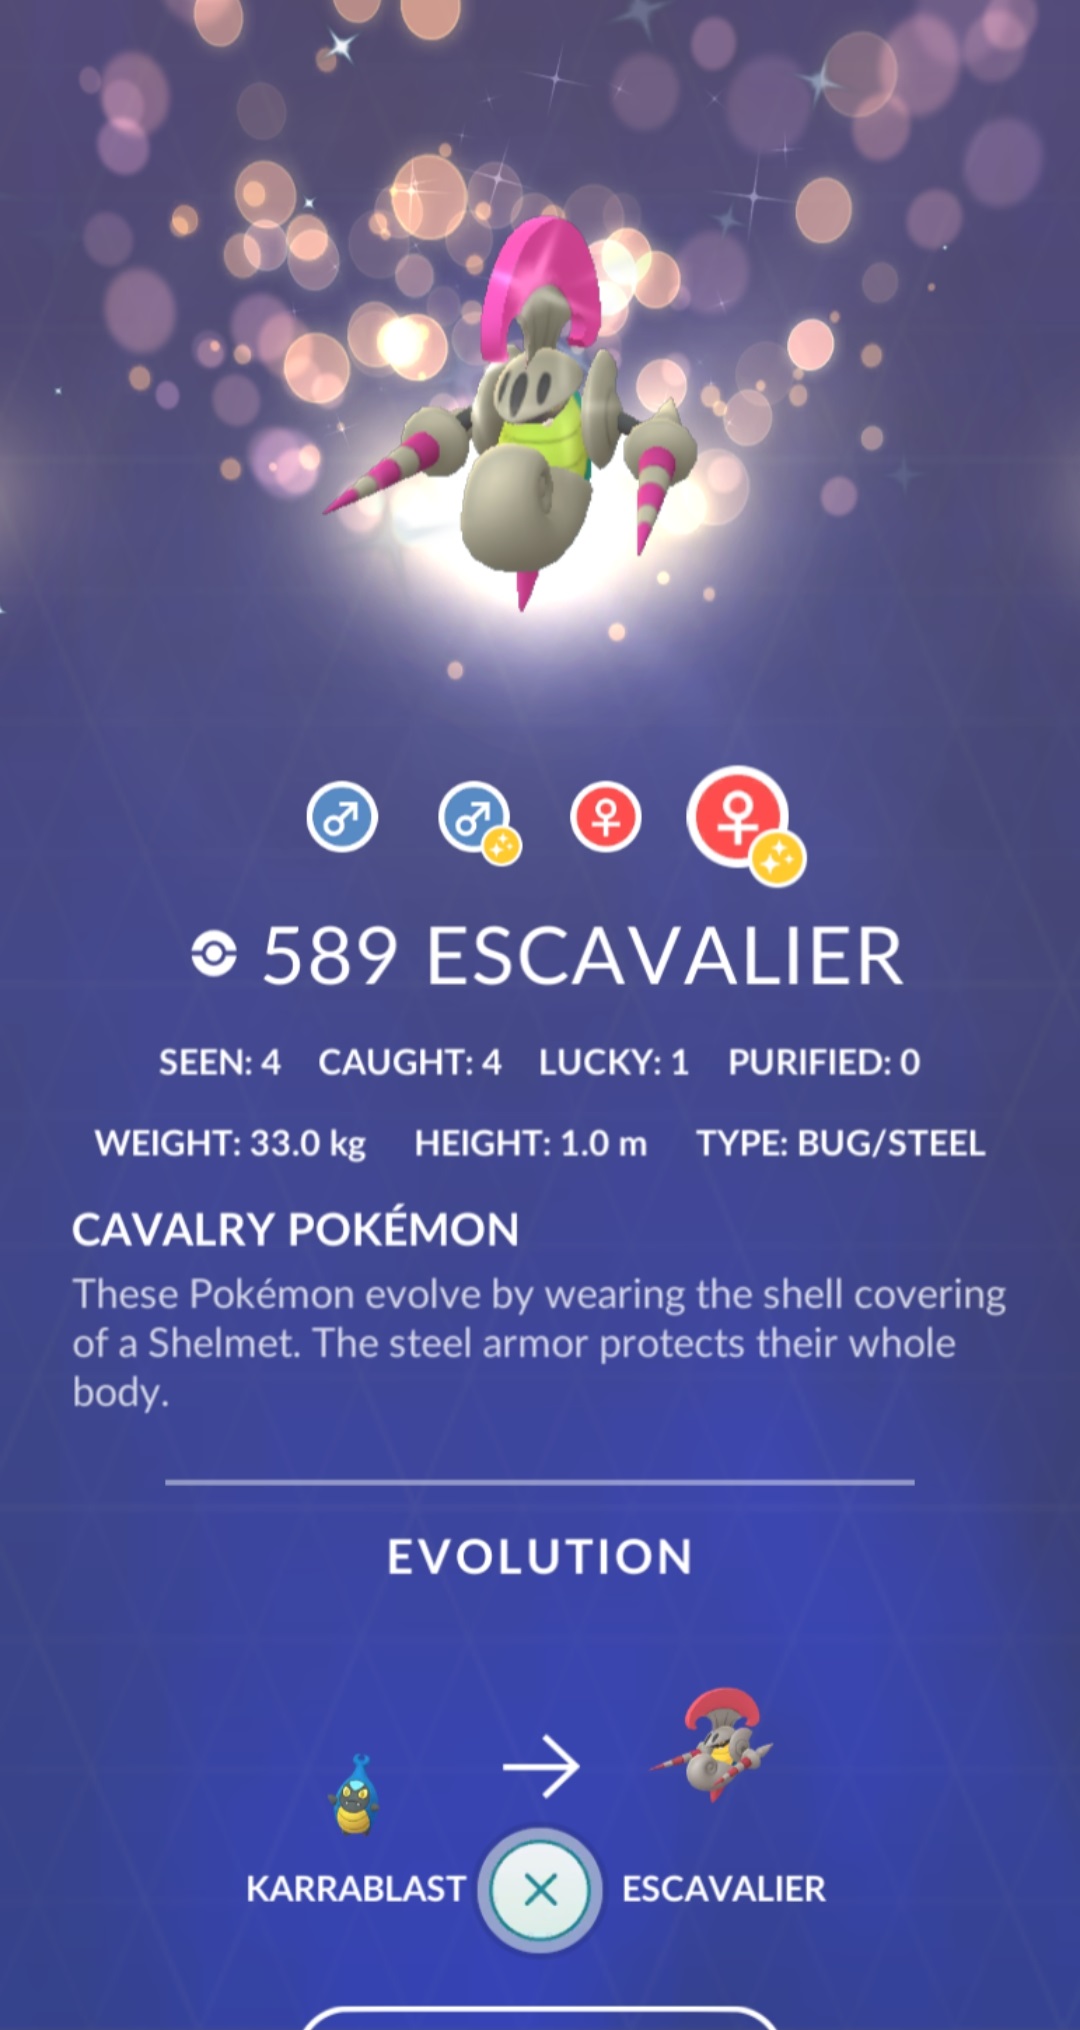 589 ESCAVALIER
SEEN: 4 CAUGHT: 4 LUCKY: 1 PURIFIED: 0
WEIGHT: 33.0 kg HEIGHT: 1.0 m TYPE: BUG/STEEL
CAVALRY POKÉMON
These Pokémon evolve by wearing the shell covering
of a Shelmet. The steel armor protects their whole
body.
EVOLUTION
KARRABLAST ESCAVALIER